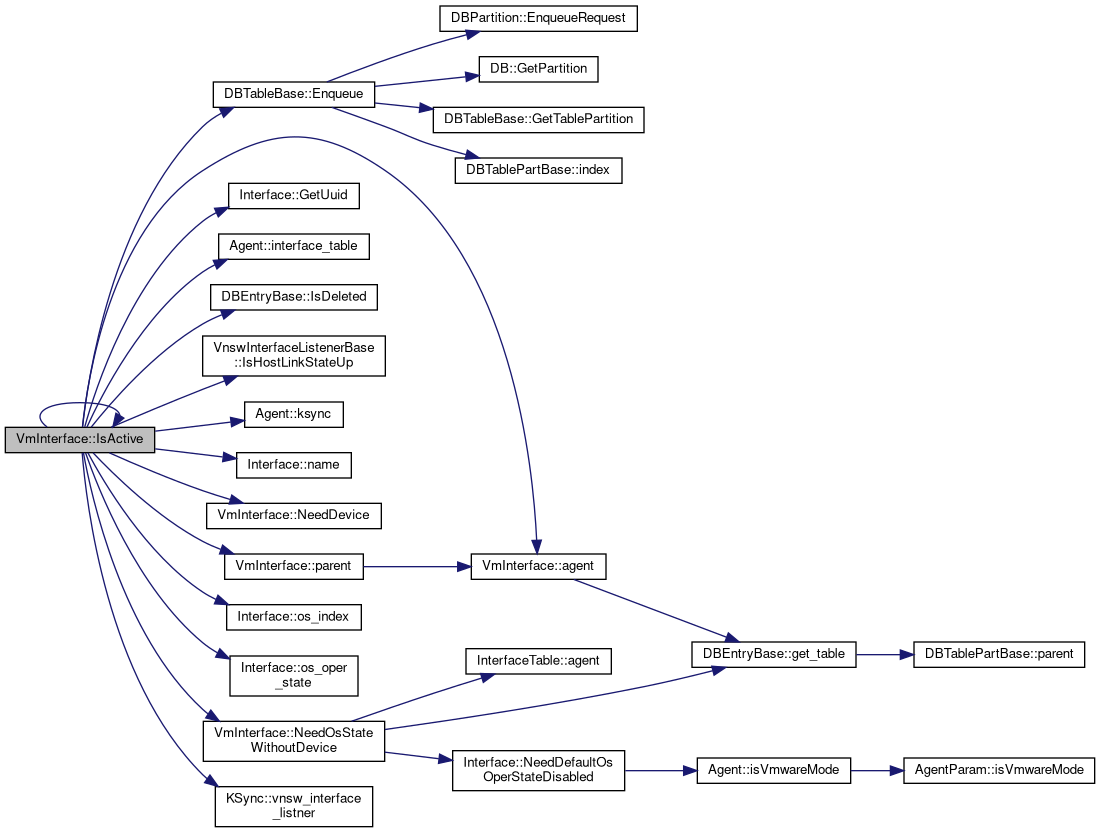 DBPartition::EnqueueRequest
DB::GetPartition
DBTableBase::Enqueue
DBTableBase::GetTablePartition
DBTablePartBase::index
Interface::GetUuid
Agent::interface_table
DBEntryBase::IsDeleted
VnswInterfaceListenerBase
::IsHostLinkStateUp
Agent::ksync
VmInterface::IsActive
Interface::name
VmInterface::NeedDevice
VmInterface::parent
VmInterface::agent
Interface::os_index
DBEntryBase::get_table
DBTablePartBase::parent
InterfaceTable::agent
Interface::os_oper
_state
VmInterface::NeedOsState
WithoutDevice
Interface::NeedDefaultOs
OperStateDisabled
Agent::isVmwareMode
AgentParam::isVmwareMode
KSync::vnsw_interface
_listner